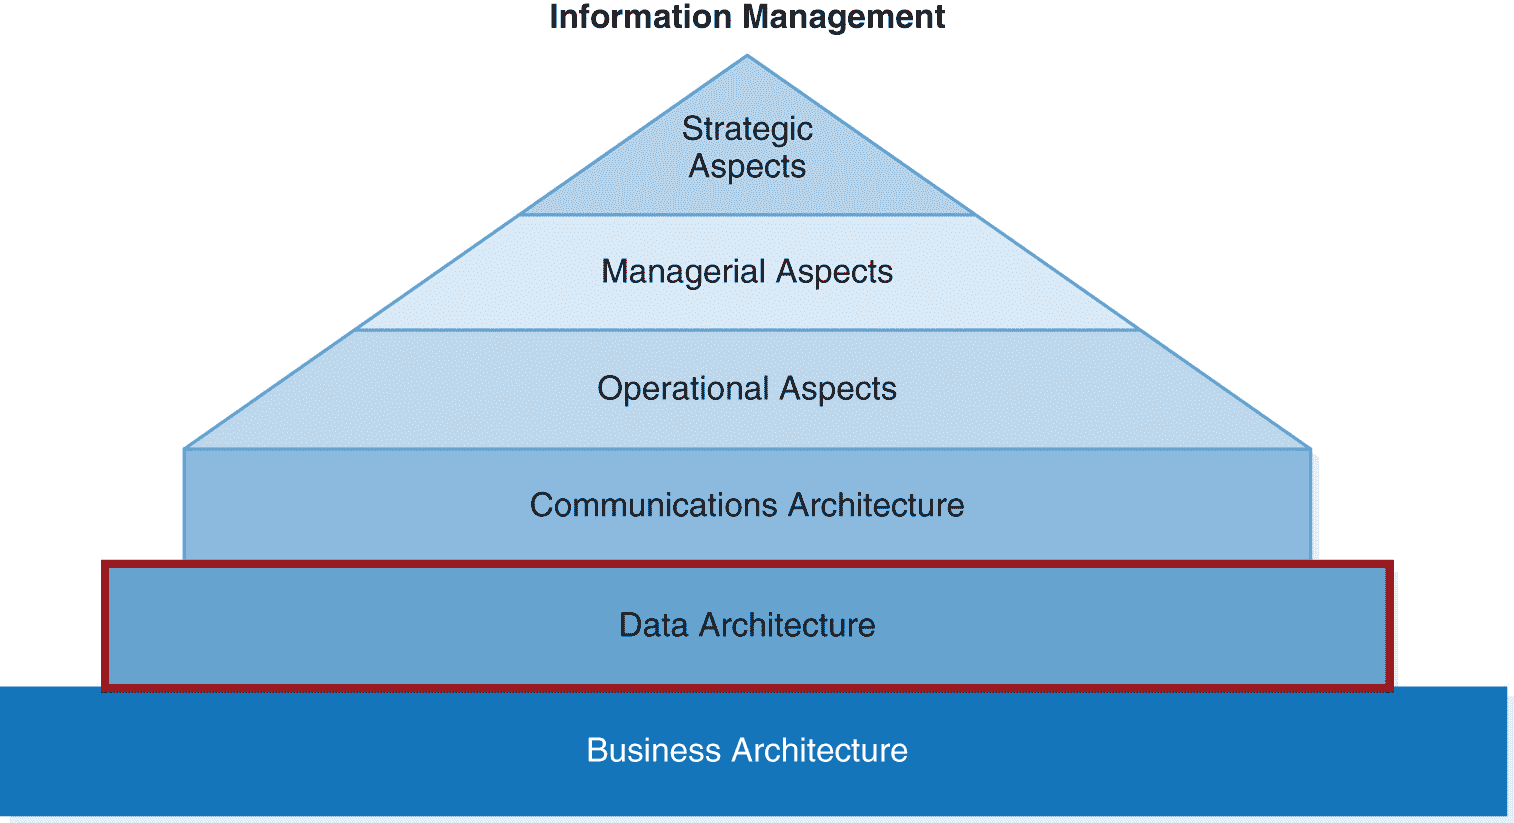 Information Management
Strategic
Aspects
Managerial Aspects
Operational Aspects
Communications Architecture
Data Architecture
Business Architecture